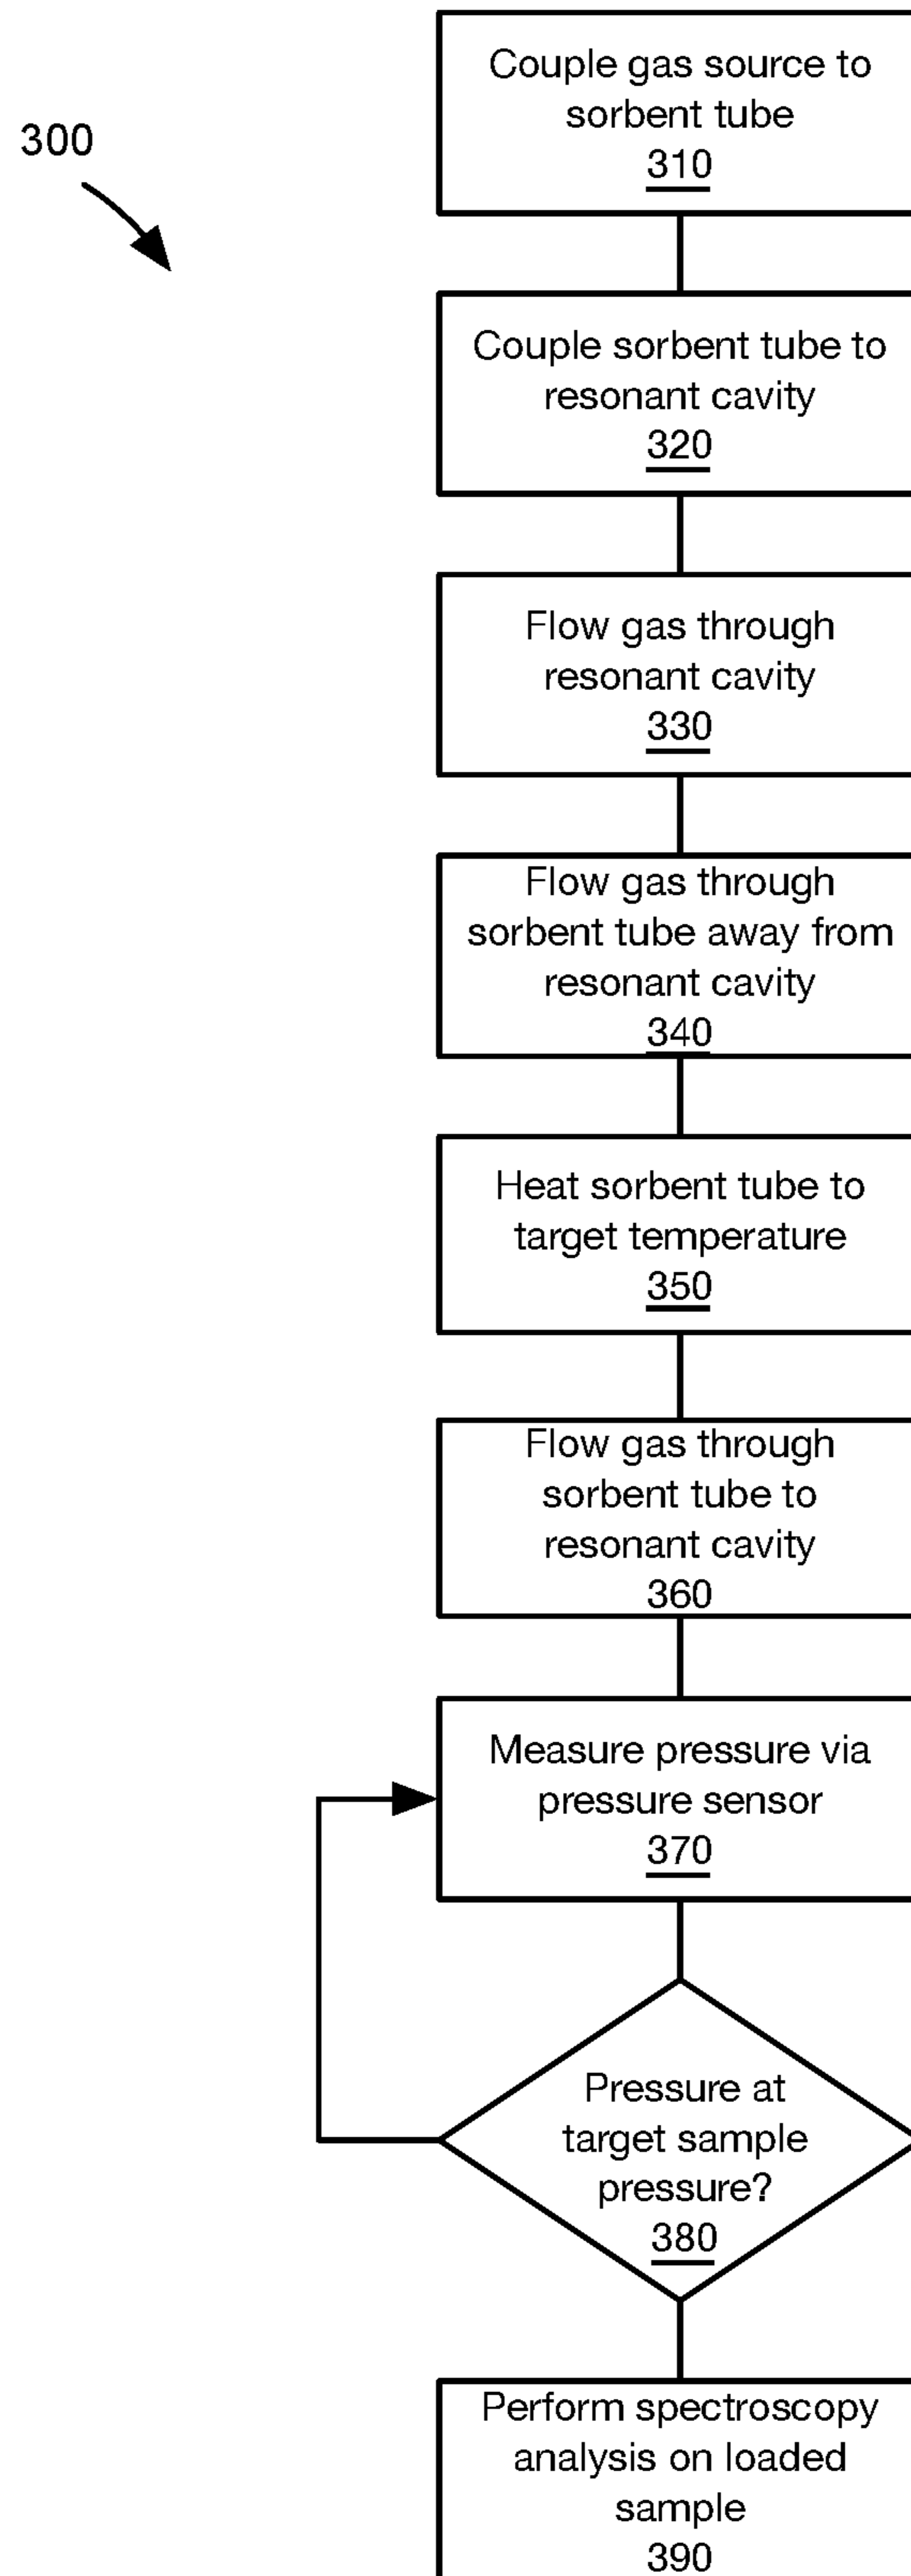 300
Couple gas source to
sorbent tube
310
Couple sorbent tube to
resonant cavity
320
Flow gas through
resonant cavity
330
Flow gas through
sorbent tube away from
resonant cavity
340
Heat sorbent tube to
target temperature
350
Flow gas through
sorbent tube to
resonant cavity
360
Measure pressure via
pressure sensor
370
Pressure at
target sample
pressure?
380
Perform spectroscopy
analysis on loaded
sample
390